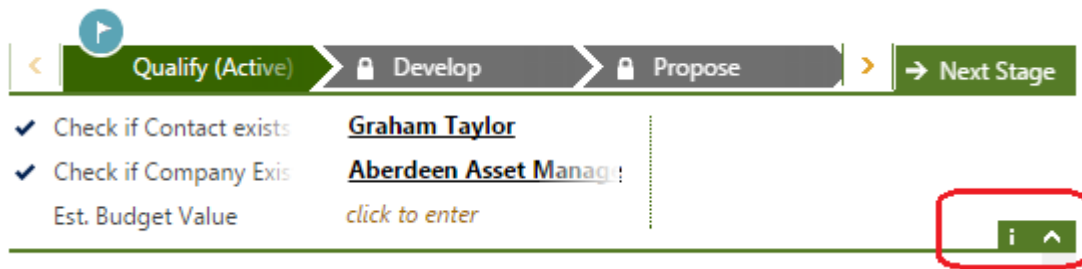 Qualify (Active) Develop Propose → Next Stage
Check if Contact exists Graham Taylor
Check if Company Exis Aberdeen Asset Manage
Est. Budget Value click to enter
i